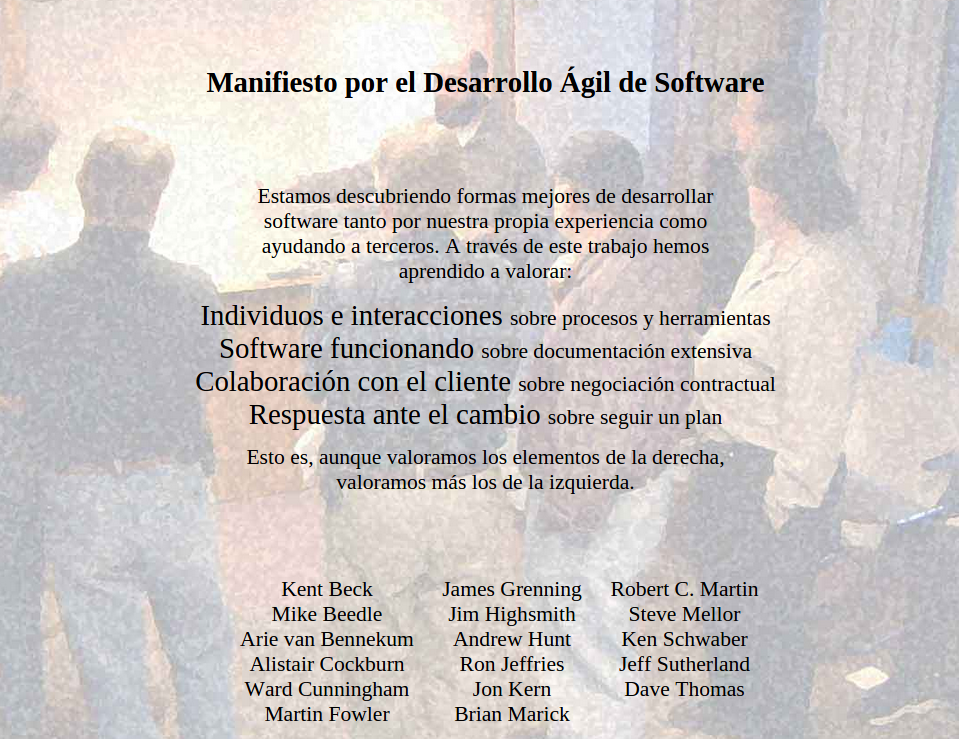 Manifiesto por el Desarrollo Ágil de Software
Estamos descubriendo formas mejores de desarrollar
software tanto por nuestra propia experiencia como
ayudando a terceros. A través de este trabajo hemos
aprendido a valorar:
Individuos e interacciones sobre procesos y herramientas
Software funcionando sobre documentación extensiva
Colaboración con el cliente sobre negociación contractual
Respuesta ante el cambio sobre seguir un plan
Esto es, aunque valoramos los elementos de la derecha,
valoramos más los de la izquierda.
Kent Beck
Mike Beedle
Arie van Bennekum
Alistair Cockburn
Ward Cunningham
Martin Fowler
James Grenning
Jim Highsmith
Andrew Hunt
Ron Jeffries
Jon Kern
Brian Marick
Robert C. Martin
Steve Mellor
Ken Schwaber
Jeff Sutherland
Dave Thomas